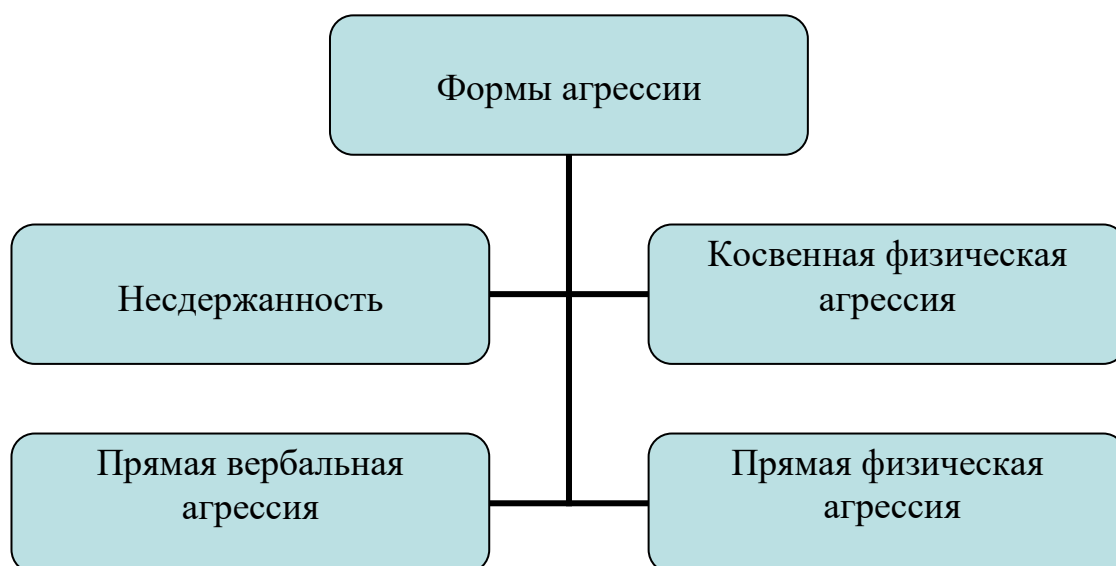 Формы агрессии
Несдержанность
Косвенная физическая
агрессия
Прямая вербальная
агрессия
Прямая физическая
агрессия